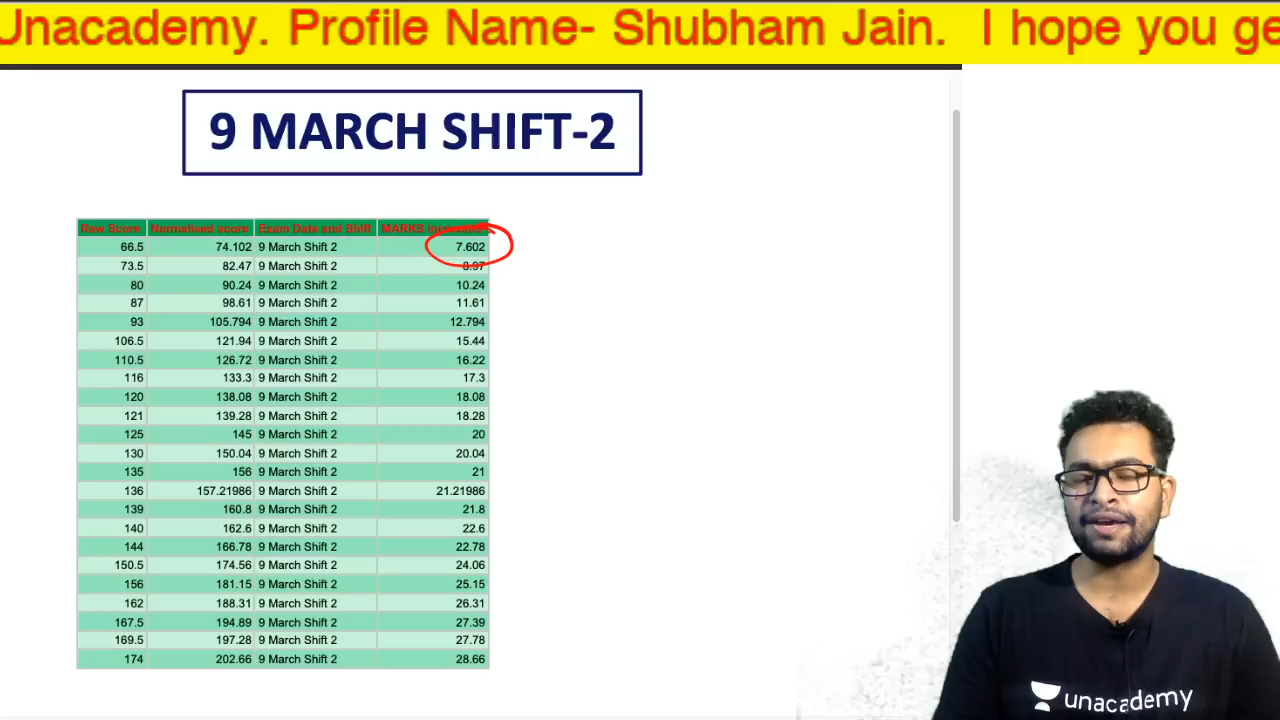 Unacademy. Profile Name- Shubham Jain. I hope you ge
9 MARCH SHIFT-2
Raw Score Normalised score Exam Date and Shift MARKS
66.5 74.102 9 March Shift 2 7.602
73.5 82.47 9 March Shift 2 8.97
80 90.24 9 March Shift 2 10.24
87 98.61 9 March Shift 2 11.61
93 105.794 9 March Shift 2 12.794
106.5 121.94 9 March Shift 2 15.44
110.5 126.72 9 March Shift 2 16.22
116 133.3 9 March Shift 2 17.3
120 138.08 9 March Shift 2 18.08
121 139.28 9 March Shift 2 18.28
125 145 9 March Shift 2 20
130 150.04 9 March Shift 2 20.04
135 156 9 March Shift 2 21
136 157.21986 9 March Shift 2 21.21986
139 160.8 9 March Shift 2 21.8
140 162.6 9 March Shift 2 22.6
144 166.78 9 March Shift 2 22.78
150.5 174.56 9 March Shift 2 24.06
156 181.15 9 March Shift 2 25.15
162 188.31 9 March Shift 2 26.31
167.5 194.89 9 March Shift 2 27.39
169.5 197.28 9 March Shift 2 27.78
174 202.66 9 March Shift 2 28.66
unacademy